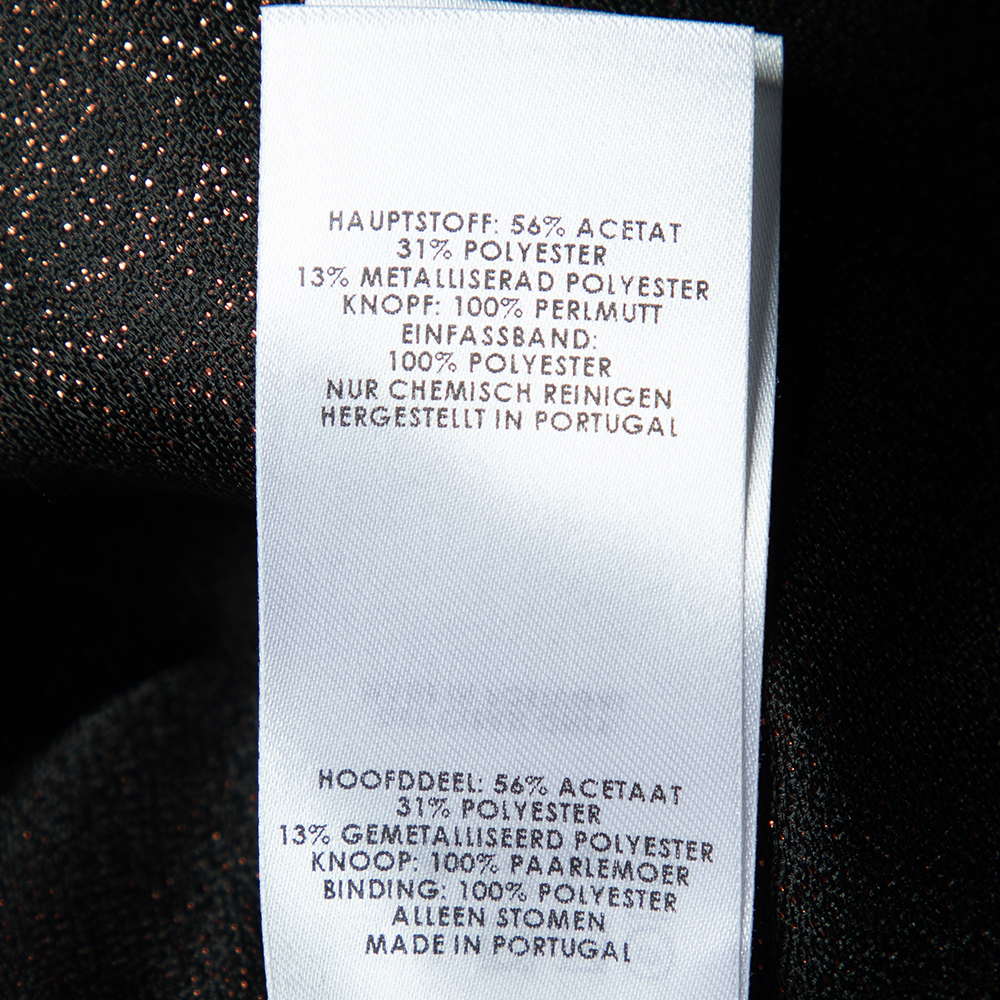 HAUPTSTOFF: 56% ACETAT
31% POLYESTER
13% METALLISERAD POLYESTER
KNOPF: 100% PERLMUTT
EINFASSBAND:
100% POLYESTER
NUR CHEMISCH REINIGEN
HERGESTELLT IN PORTUGAL
HOOFDDEEL: 56% ACETAAT
31% POLYESTER
13% GEMETALLISEERD POLYESTER
KNOOP: 100% PAARLEMOER
BINDING: 100% POLYESTER
ALLEEN STOMEN
MADE IN PORTUGAL